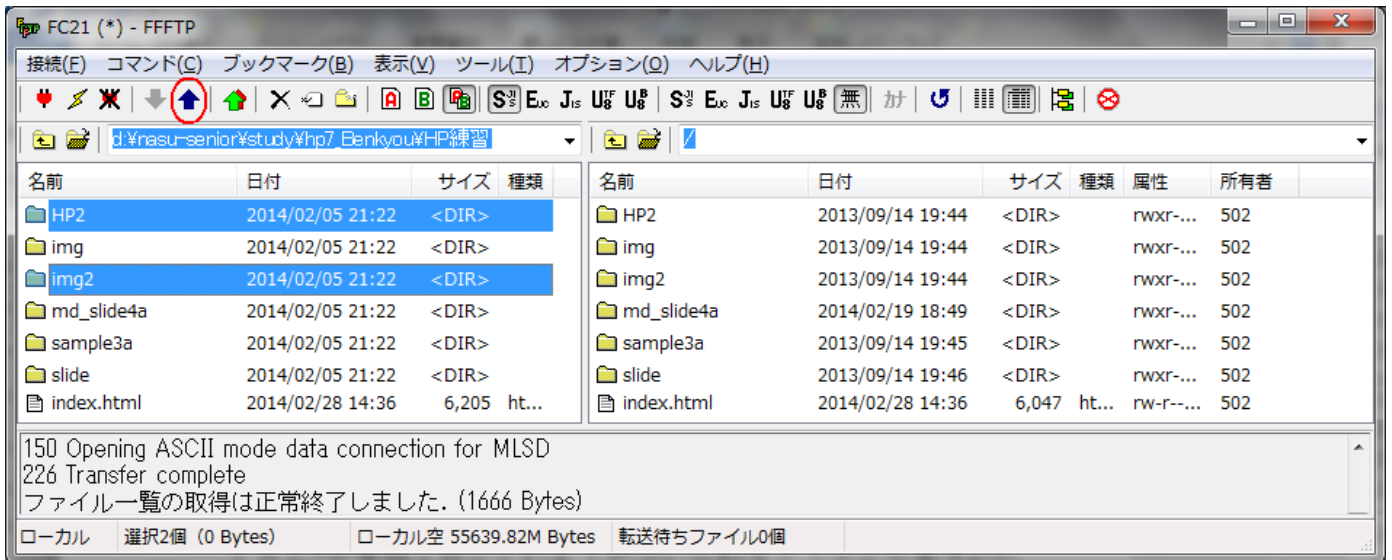 FC21 (*) - FFFTP
接続(F) コマンド(C) ブックマーク(B) 表示(V) ツール(T) オプション(O) ヘルプ(H)
d:¥nasu-senior¥study¥hp7_Benkyou¥HP練習 /
名前 日付 サイズ 種類 名前 日付 サイズ 種類 属性 所有者
HP2 2014/02/05 21:22 <DIR> HP2 2013/09/14 19:44 <DIR> rwxr-... 502
img 2014/02/05 21:22 <DIR> img 2013/09/14 19:44 <DIR> rwxr-... 502
img2 2014/02/05 21:22 <DIR> img2 2013/09/14 19:44 <DIR> rwxr-... 502
md_slide4a 2014/02/05 21:22 <DIR> md_slide4a 2014/02/19 18:49 <DIR> rwxr-... 502
sample3a 2014/02/05 21:22 <DIR> sample3a 2013/09/14 19:45 <DIR> rwxr-... 502
slide 2014/02/05 21:22 <DIR> slide 2013/09/14 19:46 <DIR> rwxr-... 502
index.html 2014/02/28 14:36 6,205 ht... index.html 2014/02/28 14:36 6,047 ht... rw-r--... 502
150 Opening ASCII mode data connection for MLSD
226 Transfer complete
ファイル一覧の取得は正常終了しました. (1666 Bytes)
ローカル 選択2個 (0 Bytes) ローカル空 55639.82M Bytes 転送待ちファイル0個